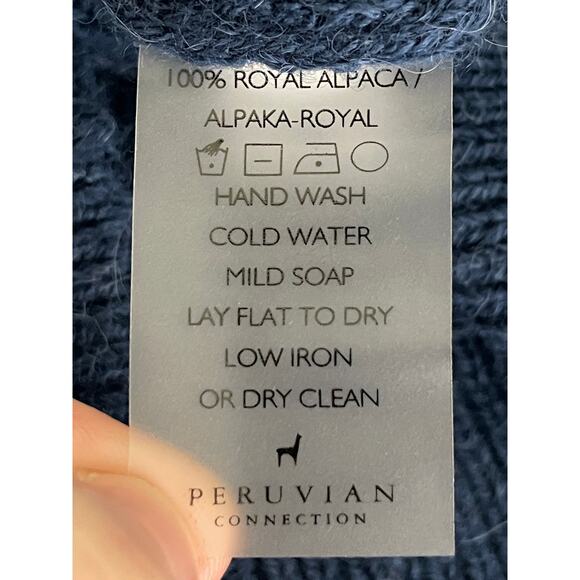 100% ROYAL ALPACA /
ALPAKA-ROYAL
HAND WASH
COLD WATER
MILD SOAP
LAY FLAT TO DRY
LOW IRON
OR DRY CLEAN
PERUVIAN
CONNECTION